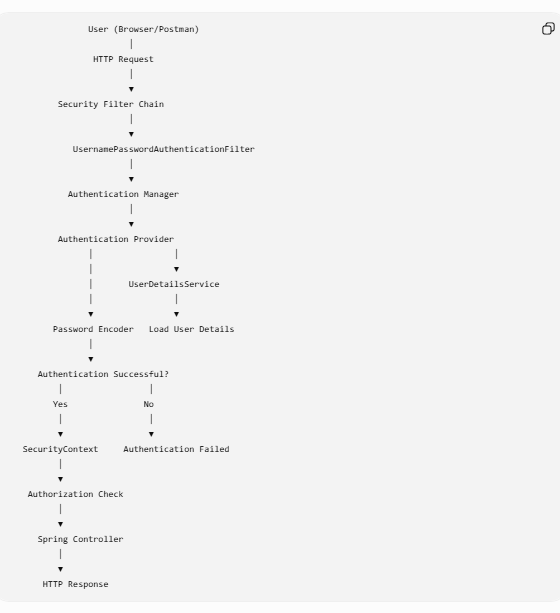 User (Browser/Postman)
HTTP Request
Security Filter Chain
UsernamePasswordAuthenticationFilter
Authentication Manager
Authentication Provider
UserDetailsService
Password Encoder Load User Details
Authentication Successful?
Yes No
SecurityContext Authentication Failed
Authorization Check
Spring Controller
HTTP Response